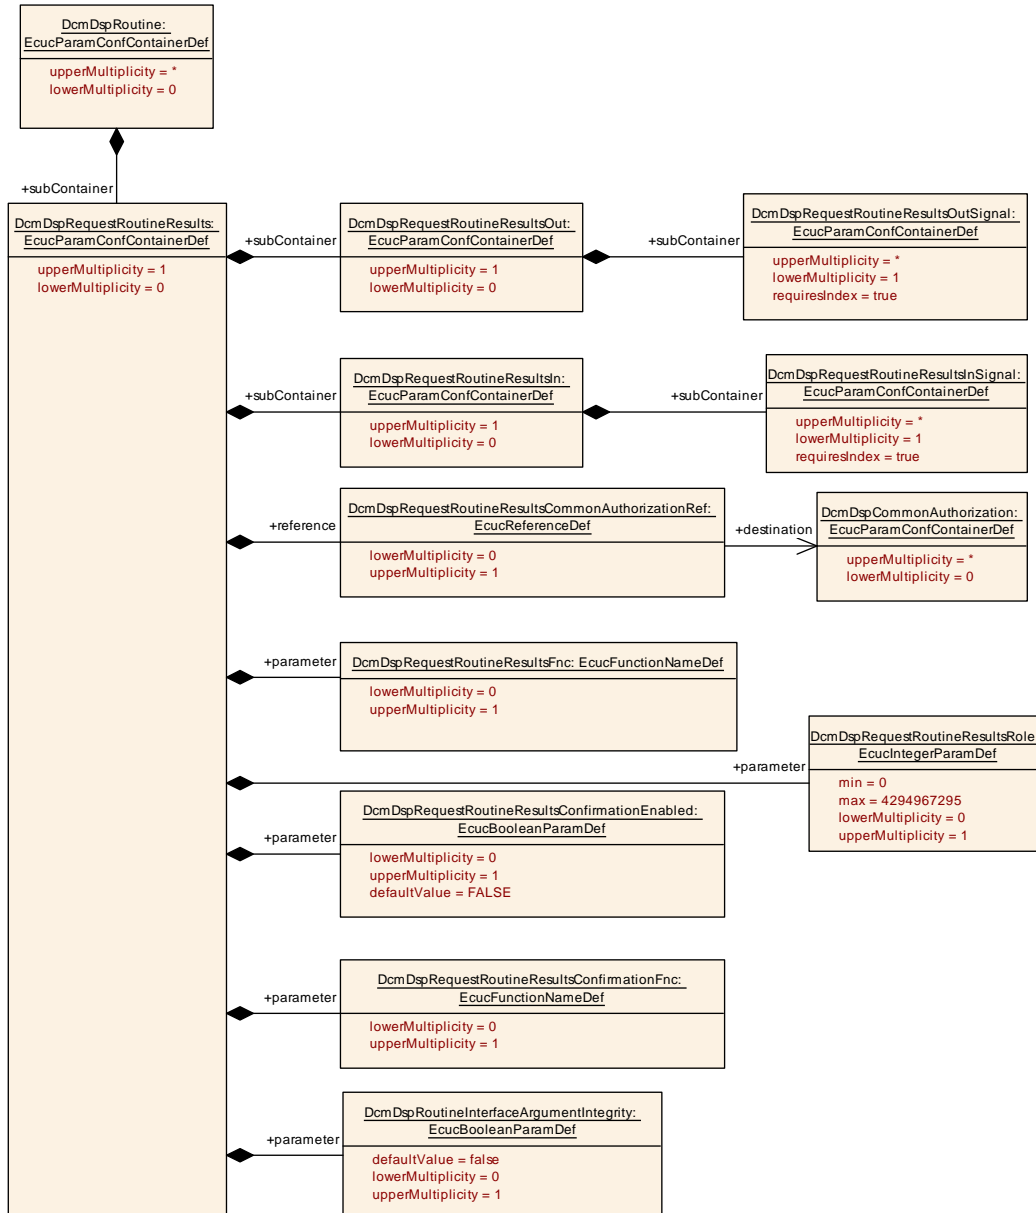 DcmDspRoutine:
EcucParamConfContainerDef
upperMultiplicity = *
lowerMultiplicity = 0
+subContainer
DcmDspRequestRoutineResults:
EcucParamConfContainerDef
upperMultiplicity = 1
lowerMultiplicity = 0
+subContainer
DcmDspRequestRoutineResultsOut:
EcucParamConfContainerDef
upperMultiplicity = 1
lowerMultiplicity = 0
+subContainer
DcmDspRequestRoutineResultsOutSignal:
EcucParamConfContainerDef
upperMultiplicity = *
lowerMultiplicity = 1
requiresIndex = true
+subContainer
DcmDspRequestRoutineResultsIn:
EcucParamConfContainerDef
upperMultiplicity = 1
lowerMultiplicity = 0
+subContainer
DcmDspRequestRoutineResultsInSignal:
EcucParamConfContainerDef
upperMultiplicity = *
lowerMultiplicity = 1
requiresIndex = true
+reference
DcmDspRequestRoutineResultsCommonAuthorizationRef:
EcucReferenceDef
lowerMultiplicity = 0
upperMultiplicity = 1
+destination
DcmDspCommonAuthorization:
EcucParamConfContainerDef
upperMultiplicity = *
lowerMultiplicity = 0
+parameter
DcmDspRequestRoutineResultsFnc: EcucFunctionNameDef
lowerMultiplicity = 0
upperMultiplicity = 1
+parameter
DcmDspRequestRoutineResultsRole
EcucIntegerParamDef
min = 0
max = 4294967295
lowerMultiplicity = 0
upperMultiplicity = 1
+parameter
DcmDspRequestRoutineResultsConfirmationEnabled:
EcucBooleanParamDef
lowerMultiplicity = 0
upperMultiplicity = 1
defaultValue = FALSE
+parameter
DcmDspRequestRoutineResultsConfirmationFnc:
EcucFunctionNameDef
lowerMultiplicity = 0
upperMultiplicity = 1
+parameter
DcmDspRoutineInterfaceArgumentIntegrity:
EcucBooleanParamDef
defaultValue = false
lowerMultiplicity = 0
upperMultiplicity = 1